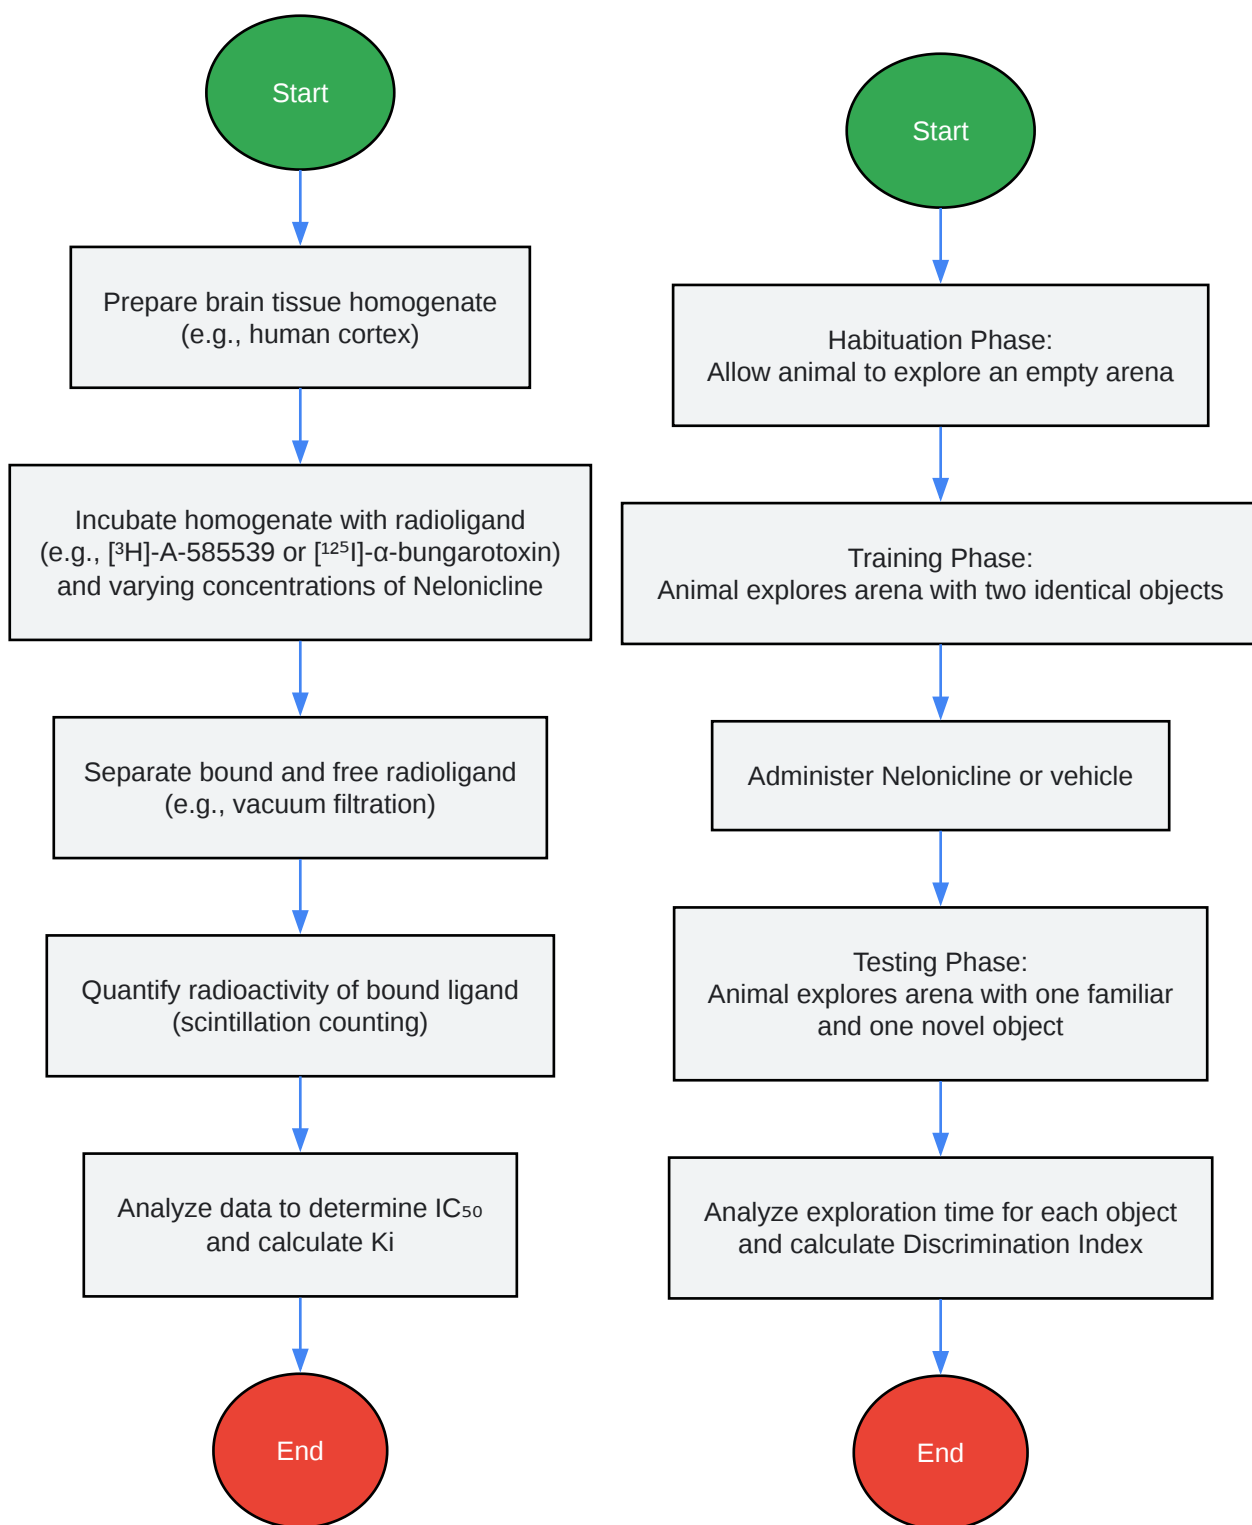 Start
Prepare brain tissue homogenate
(e.g., human cortex)
Incubate homogenate with radioligand
(e.g., [³H]-A-585539 or [¹²⁵I]-α-bungarotoxin)
and varying concentrations of Nelonicline
Separate bound and free radioligand
(e.g., vacuum filtration)
Quantify radioactivity of bound ligand
(scintillation counting)
Analyze data to determine IC₅₀
and calculate Ki
End
Start
Habituation Phase:
Allow animal to explore an empty arena
Training Phase:
Animal explores arena with two identical objects
Administer Nelonicline or vehicle
Testing Phase:
Animal explores arena with one familiar
and one novel object
Analyze exploration time for each object
and calculate Discrimination Index
End